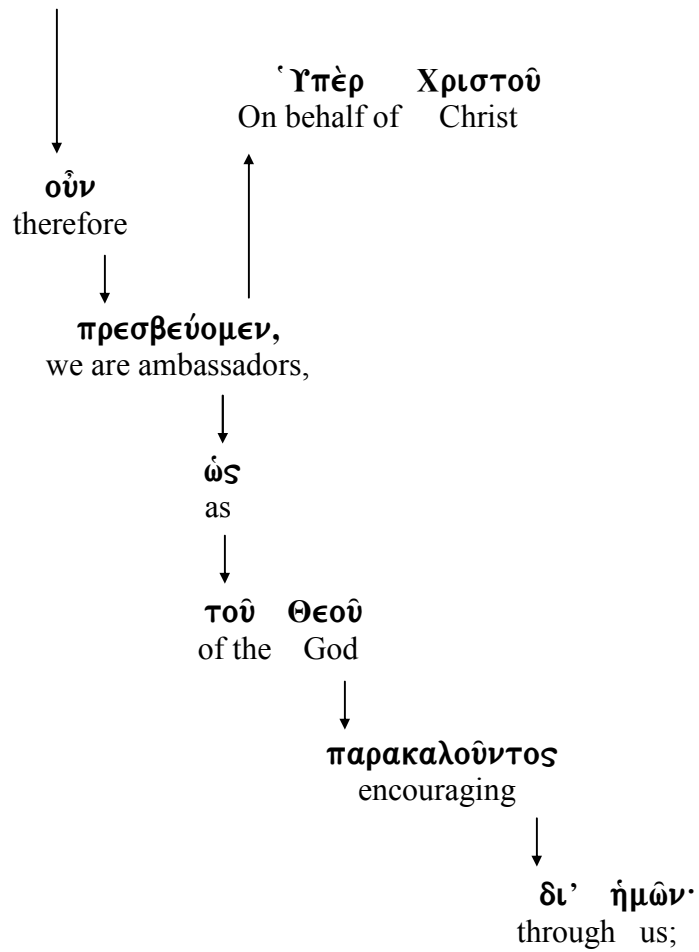 Ὑπὲρ Χριστοῦ
On behalf of Christ
οὖν
therefore
πρεσβεύομεν,
we are ambassadors,
ὡς
as
τοῦ Θεοῦ
of the God
παρακαλοῦντος
encouraging
δι’ ἡμῶν·
through us;